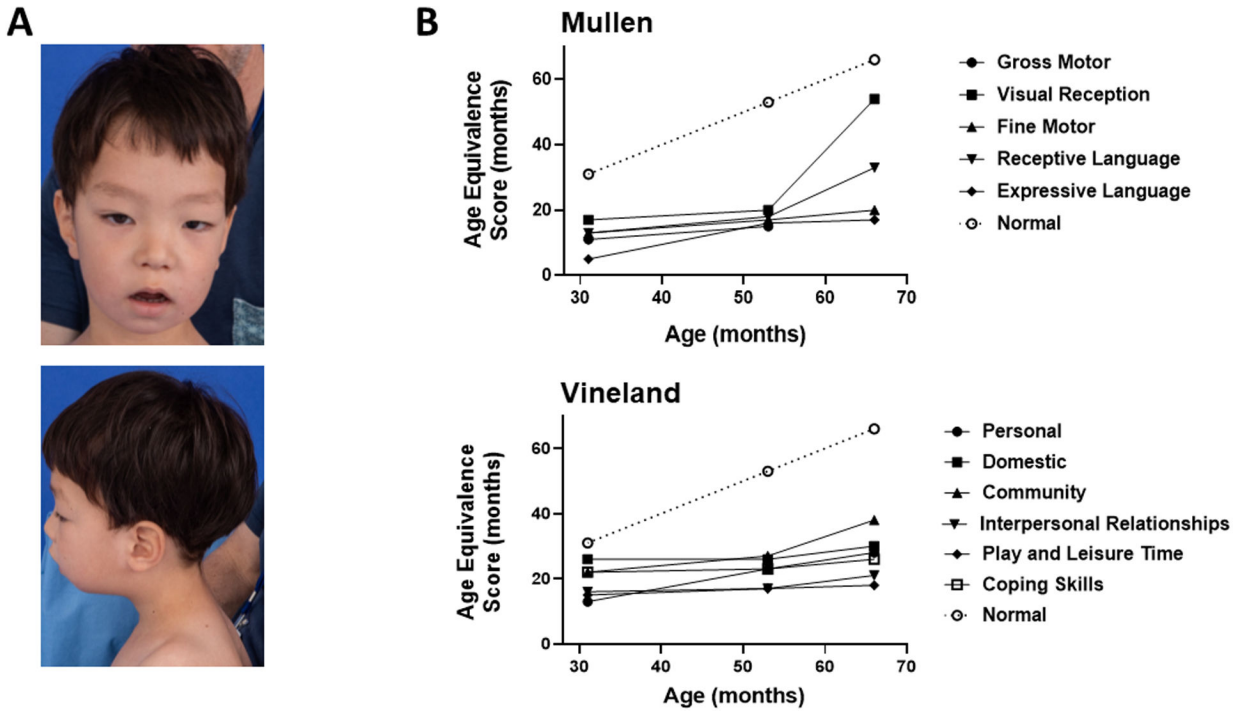 A
B
Mullen
Age Equivalence
Score (months)
60
40
20
0
30 40 50 60 70
Age (months)
Gross Motor
Visual Reception
Fine Motor
Receptive Language
Expressive Language
Normal
Vineland
Age Equivalence
Score (months)
60
40
20
0
30 40 50 60 70
Age (months)
Personal
Domestic
Community
Interpersonal Relationships
Play and Leisure Time
Coping Skills
Normal